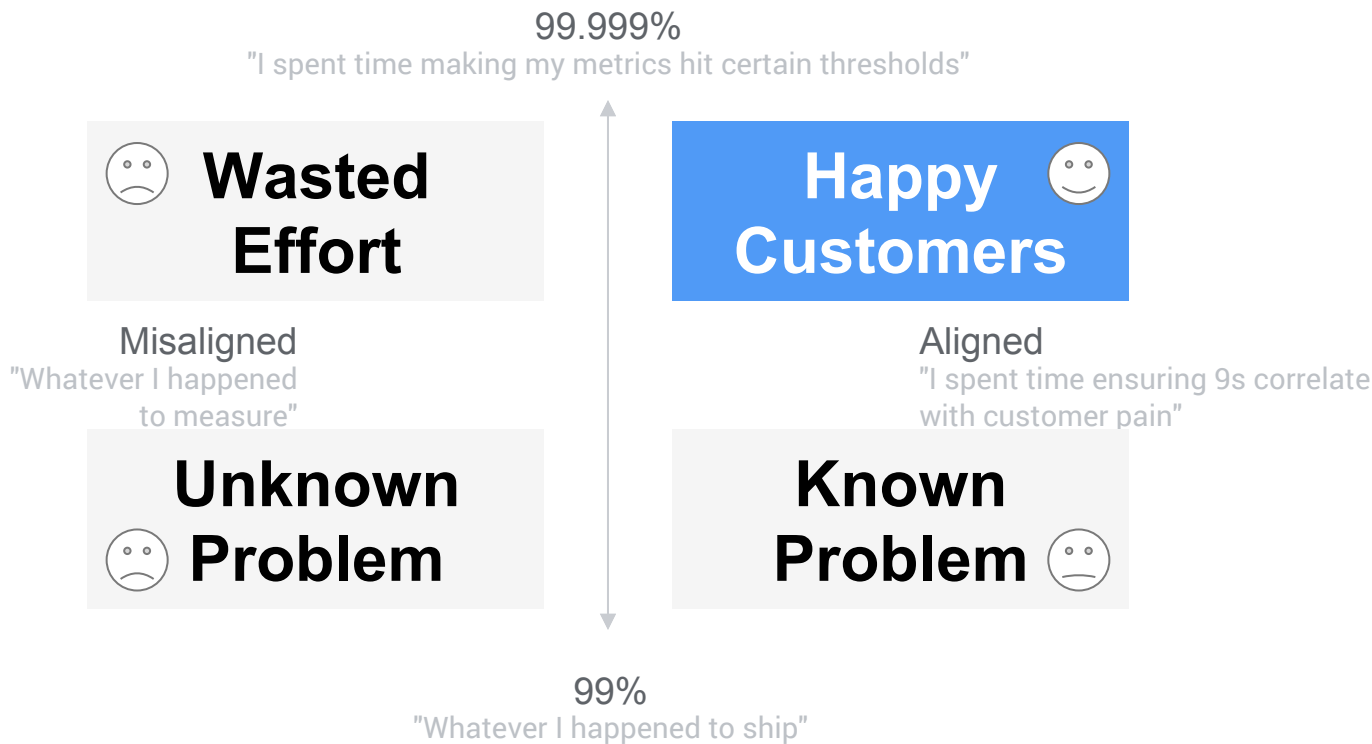 99.999%
"I spent time making my metrics hit certain thresholds"
Wasted
Effort
Happy
Customers
Misaligned
"Whatever I happened
to measure"
Aligned
"I spent time ensuring 9s correlate
with customer pain"
Unknown
Problem
Known
Problem
99%
"Whatever I happened to ship"